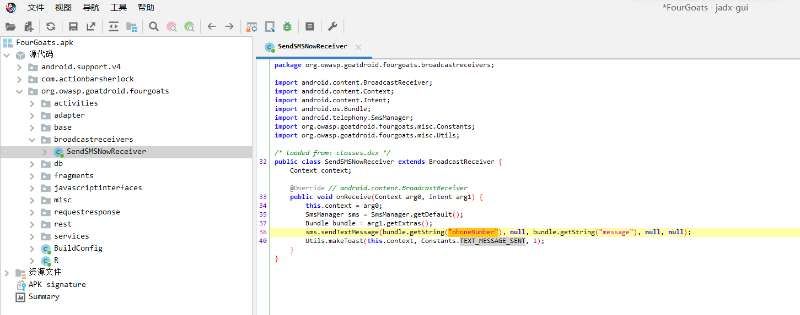 文件 视图 导航 工具 帮助
*FourGoats - jadx-gui
FourGoats.apk
源代码
android.support.v4
com.actionbarsherlock
org.owasp.goatdroid.fourgoats
activities
adapter
base
broadcastreceivers
SendSMSNowReceiver
db
fragments
javascriptinterfaces
misc
requestresponse
rest
services
BuildConfig
R
资源文件
APK signature
Summary
SendSMSNowReceiver
package org.owasp.goatdroid.fourgoats.broadcastreceivers;
import android.content.BroadcastReceiver;
import android.content.Context;
import android.content.Intent;
import android.os.Bundle;
import android.telephony.SmsManager;
import org.owasp.goatdroid.fourgoats.misc.Constants;
import org.owasp.goatdroid.fourgoats.misc.Utils;
/* loaded from: classes.dex */
32 public class SendSMSNowReceiver extends BroadcastReceiver {
Context context;
@Override // android.content.BroadcastReceiver
public void onReceive(Context arg0, Intent arg1) {
34 this.context = arg0;
35 SmsManager sms = SmsManager.getDefault();
Bundle bundle = arg1.getExtras();
sms.sendTextMessage(bundle.getString("phoneNumber"), null, bundle.getString("message"), null, null);
40 Utils.makeToast(this.context, Constants.TEXT_MESSAGE_SENT, 1);
}
}